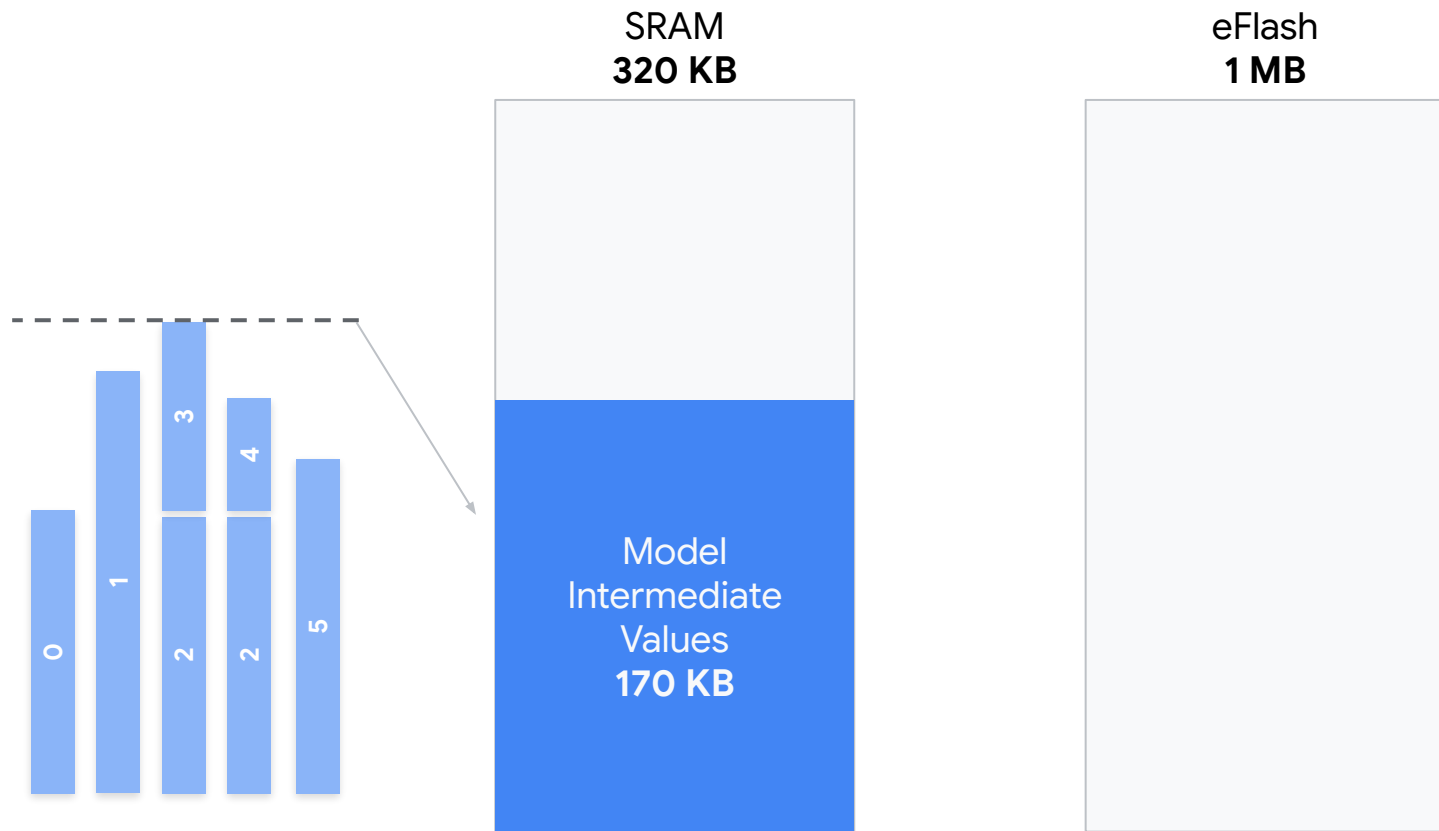 SRAM
320 KB
eFlash
1 MB
3
4
1
5
0
2
2
Model
Intermediate
Values
170 KB